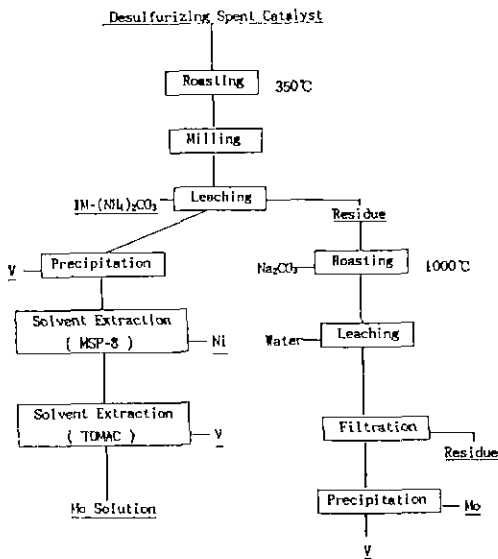 Desulfurizing Spent Catalyst
Roasting
350℃
Milling
1M-(NH₄)₂CO₃
Leaching
Residue
V
Precipitation
Na₂CO₃
Roasting
1000℃
Solvent Extraction
( MSP-8 )
Ni
Water
Leaching
Solvent Extraction
( TOMAC )
V
Filtration
Residue
Mo Solution
Precipitation
Mo
V